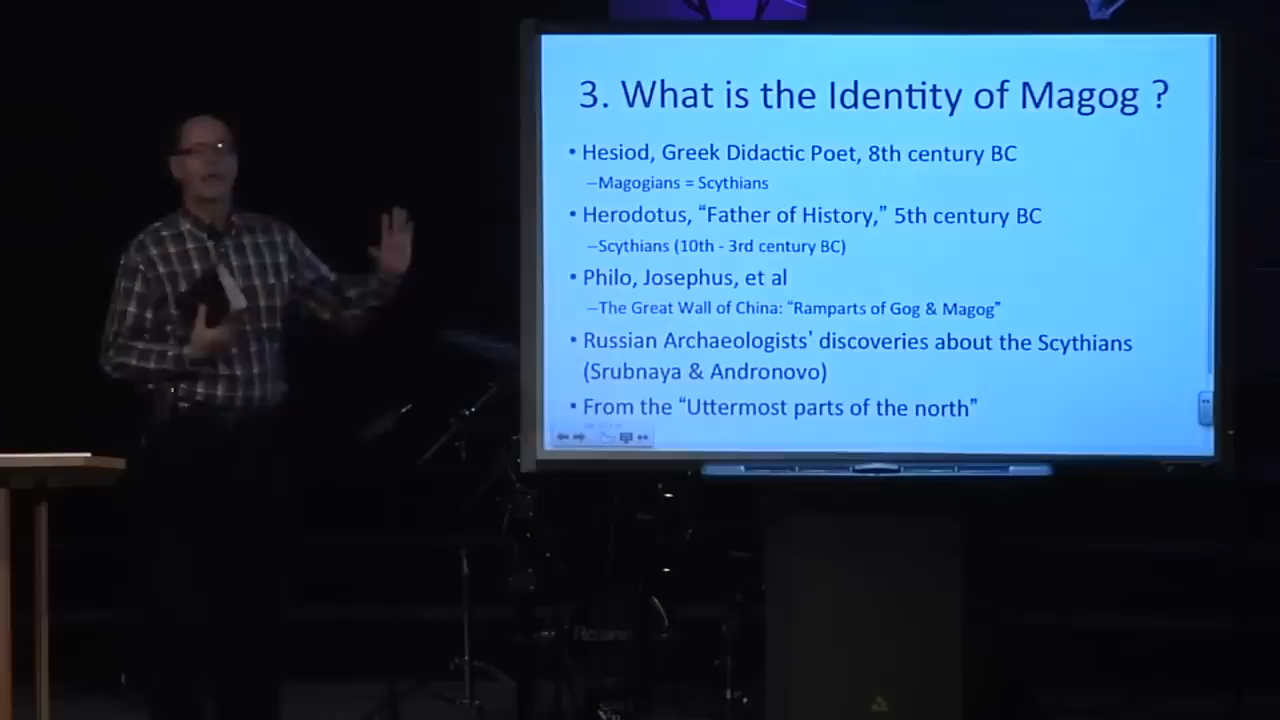 3. What is the Identity of Magog ?
• Hesiod, Greek Didactic Poet, 8th century BC
–Magogians = Scythians
• Herodotus, “Father of History,” 5th century BC
–Scythians (10th - 3rd century BC)
• Philo, Josephus, et al
–The Great Wall of China: “Ramparts of Gog & Magog”
• Russian Archaeologists’ discoveries about the Scythians
(Srubnaya & Andronovo)
• From the “Uttermost parts of the north”
Roland